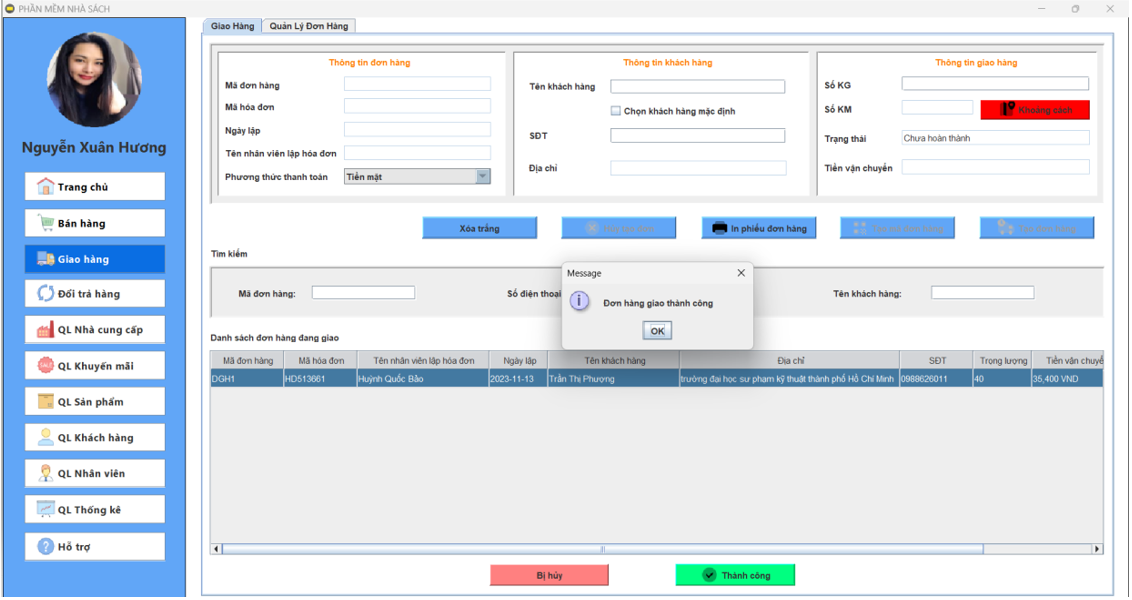 PHẦN MỀM NHÀ SÁCH
Nguyễn Xuân Hương
Trang chủ
Bán hàng
Giao hàng
Đổi trả hàng
QL Nhà cung cấp
QL Khuyến mãi
QL Sản phẩm
QL Khách hàng
QL Nhân viên
QL Thống kê
Hỗ trợ
Giao Hàng
Quản Lý Đơn Hàng
Thông tin đơn hàng
Mã đơn hàng
Mã hóa đơn
Ngày lập
Tên nhân viên lập hóa đơn
Phương thức thanh toán
Tiền mặt
Thông tin khách hàng
Tên khách hàng
Chọn khách hàng mặc định
SĐT
Địa chỉ
Thông tin giao hàng
Số KG
Số KM
Khoảng cách
Trạng thái
Chưa hoàn thành
Tiền vận chuyển
Xóa trắng
In phiếu đơn hàng
Tìm kiếm
Mã đơn hàng:
Số điện thoại
Tên khách hàng:
Message
Đơn hàng giao thành công
OK
Danh sách đơn hàng đang giao
Mã đơn hàng Mã hóa đơn Tên nhân viên lập hóa đơn Ngày lập Tên khách hàng Địa chỉ SĐT Trọng lượng Tiền vận chuyể
DGH1 HD513661 Huỳnh Quốc Bảo 2023-11-13 Trần Thị Phượng trường đại học sư phạm kỹ thuật thành phố Hồ Chí Minh 0988626011 40 35,400 VND
Bị hủy
Thành công